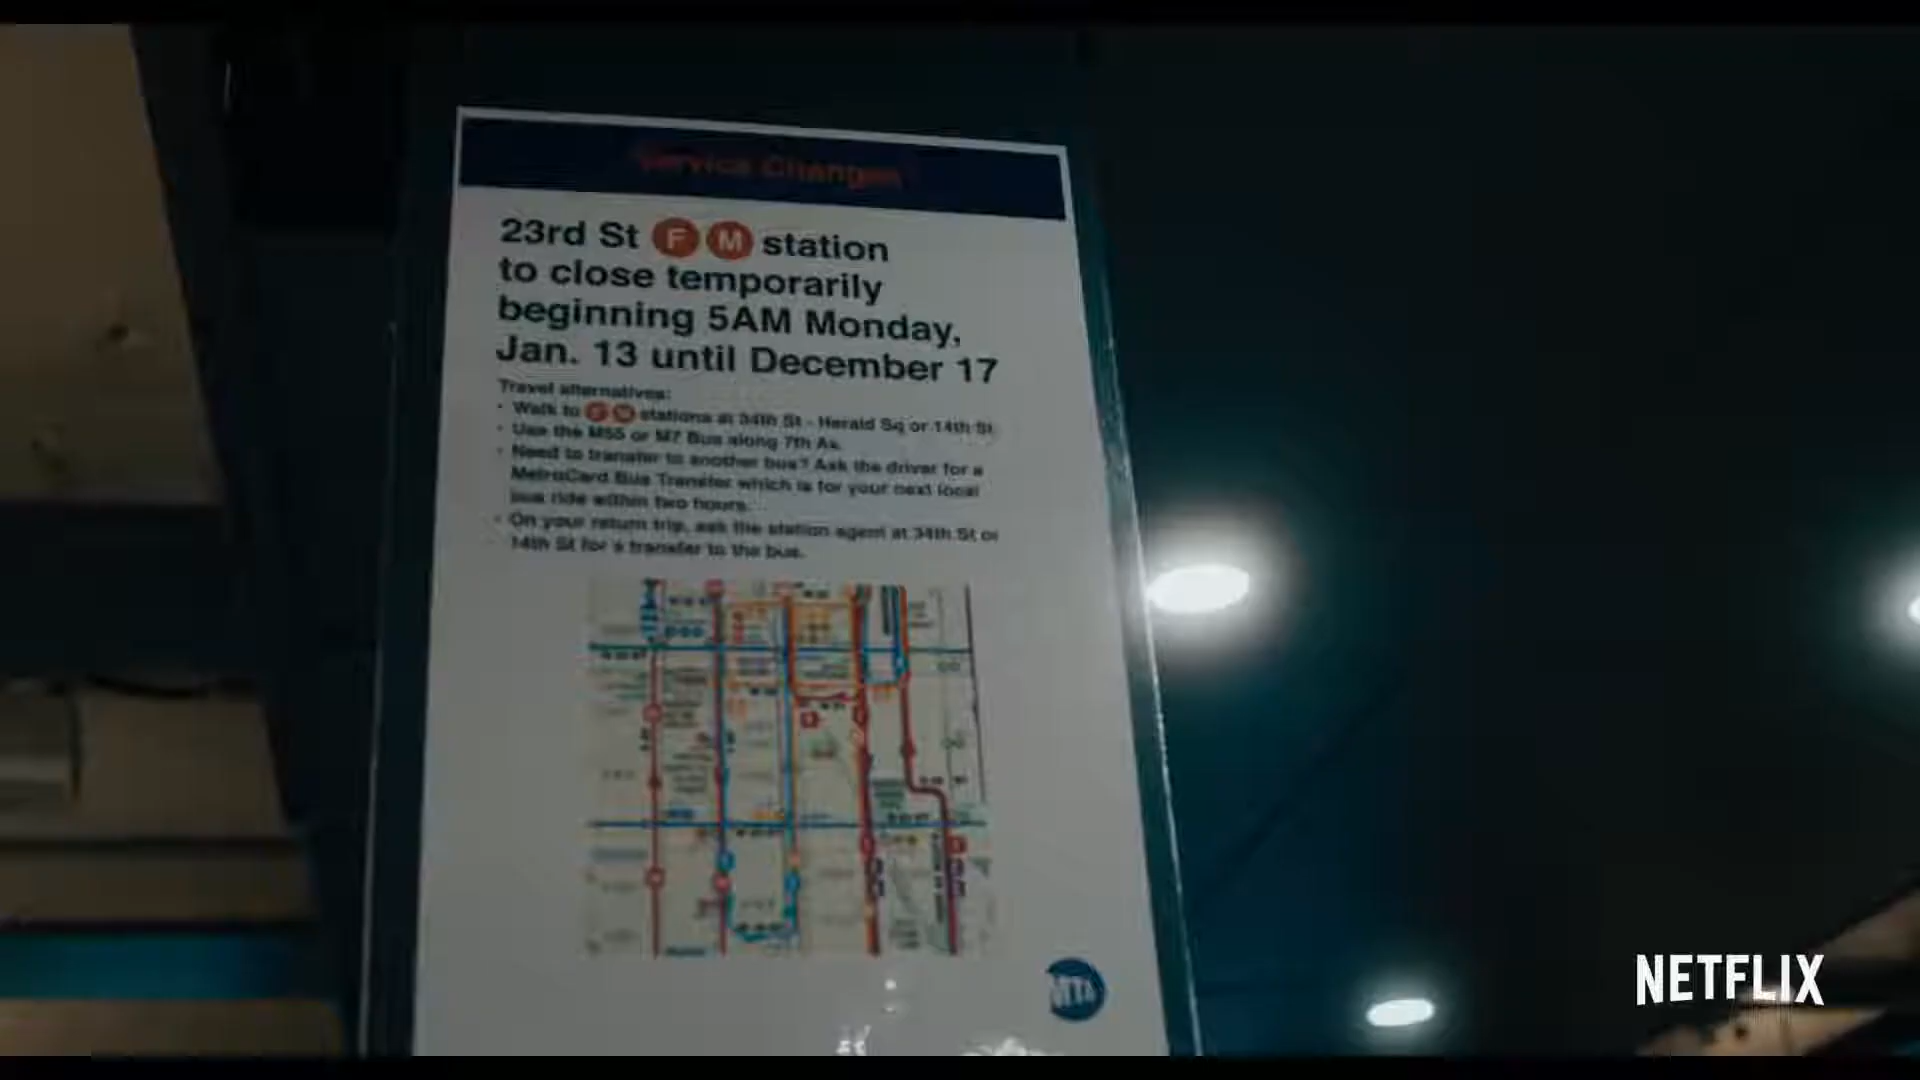 Service Changes
23rd St F M station
to close temporarily
beginning 5AM Monday,
Jan. 13 until December 17
Travel alternatives:
· Walk to F M stations at 34th St - Herald Sq or 14th St
· Use the M55 or M7 Bus along 7th Av.
· Need to transfer to another bus? Ask the driver for a
MetroCard Bus Transfer which is for your next local
bus ride within two hours.
· On your return trip, ask the station agent at 34th St or
14th St for a transfer to the bus.
MTA
NETFLIX